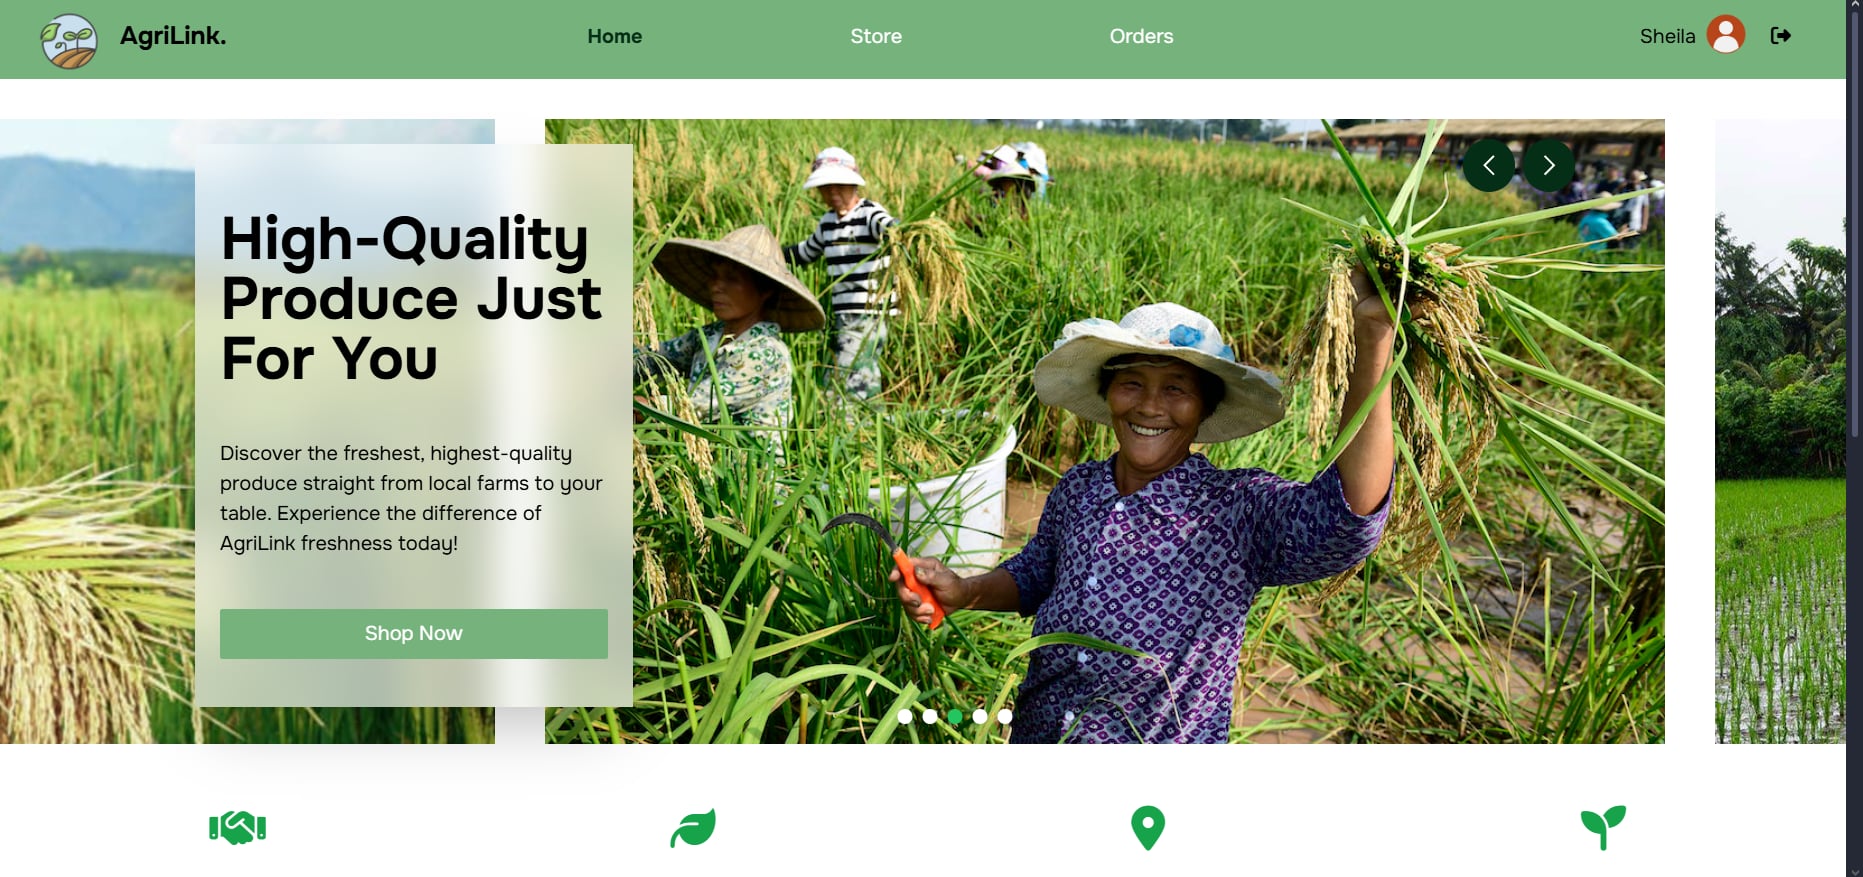 AgriLink.
Home
Store
Orders
Sheila
High-Quality
Produce Just
For You
Discover the freshest, highest-quality
produce straight from local farms to your
table. Experience the difference of
AgriLink freshness today!
Shop Now